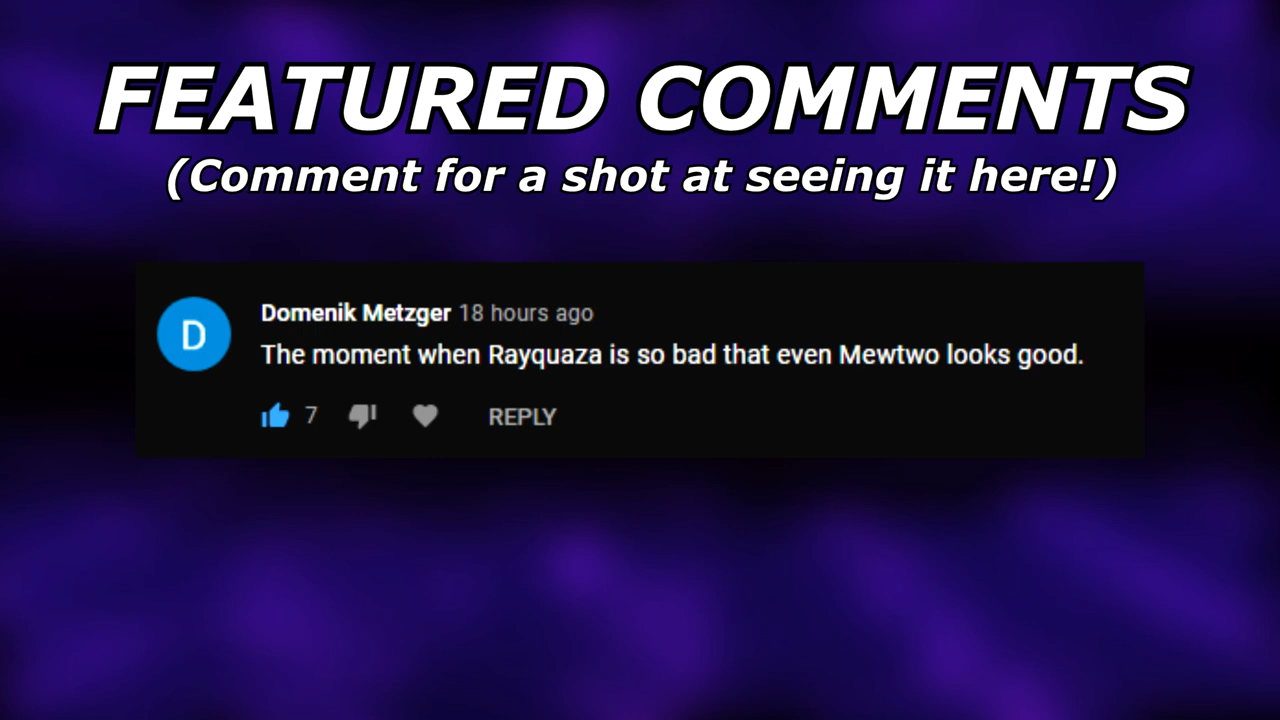 FEATURED COMMENTS
(Comment for a shot at seeing it here!)
D
Domenik Metzger 18 hours ago
The moment when Rayquaza is so bad that even Mewtwo looks good.
7 REPLY